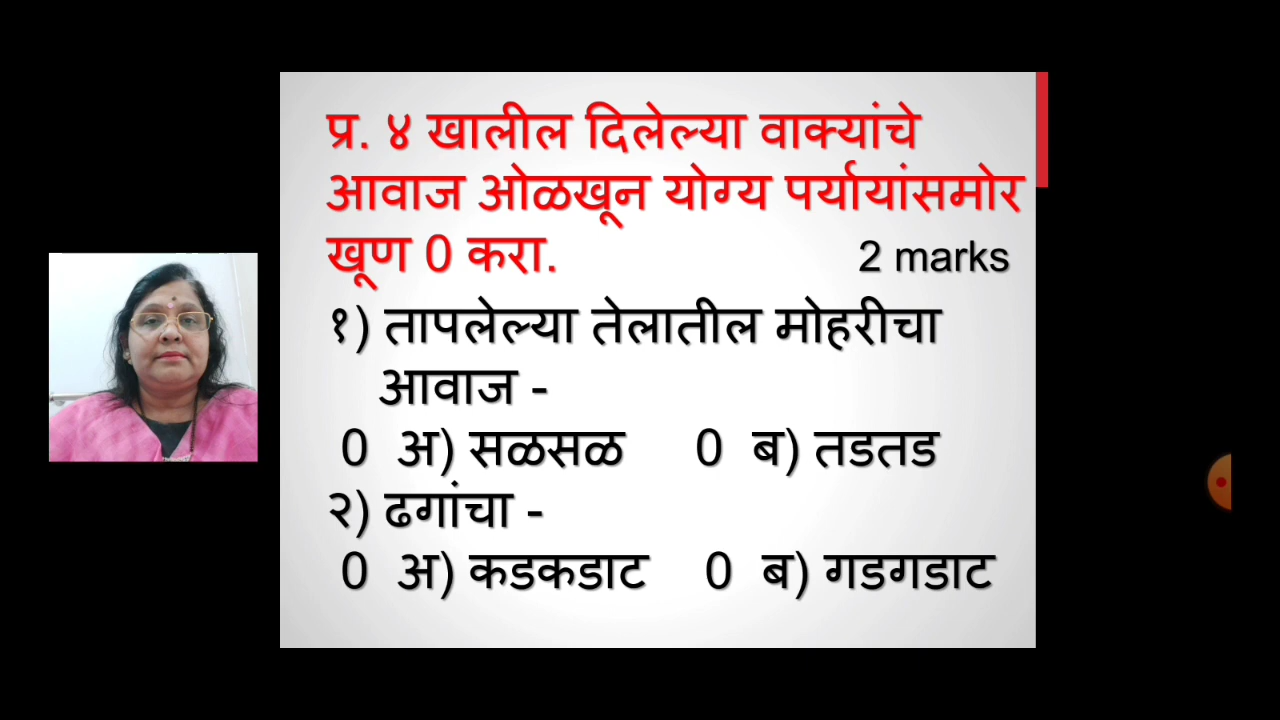 प्र. ४ खालील दिलेल्या वाक्यांचे
आवाज ओळखून योग्य पर्यायांसमोर
खूण 0 करा. 2 marks
१) तापलेल्या तेलातील मोहरीचा
आवाज -
0 अ) सळसळ 0 ब) तडतड
२) ढगांचा -
0 अ) कडकडाट 0 ब) गडगडाट